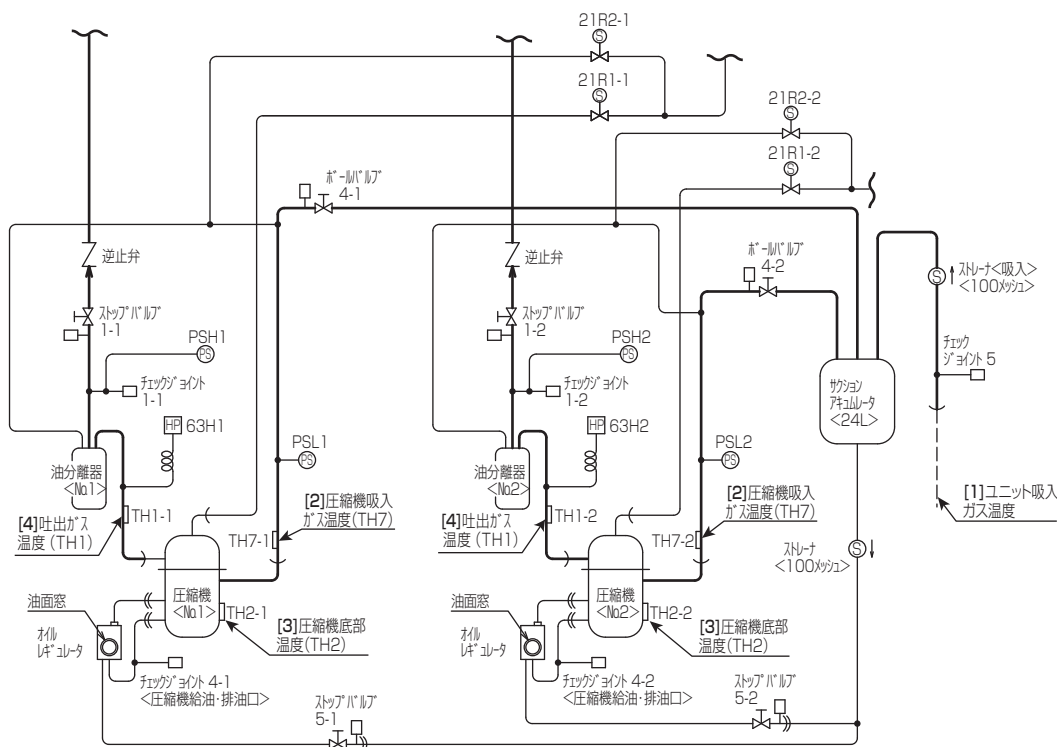 21R2-1
Ⓢ
21R1-1
Ⓢ
21R2-2
Ⓢ
21R1-2
Ⓢ
ボールバルブ
4-1
逆止弁
逆止弁
ボールバルブ
4-2
Ⓢ
ストレーナ<吸入>
<100メッシュ>
ストップバルブ
1-1
ストップバルブ
1-2
PSH1
PS
PSH2
PS
チェック
ジョイント 5
チェックジョイント
1-1
チェックジョイント
1-2
サクション
アキュムレータ
<24L>
HP 63H1
HP 63H2
PSL1
PS
PSL2
PS
油分離器
<No.1>
油分離器
<No.2>
[1]ユニット吸入
ガス温度
[2]圧縮機吸入
ガス温度(TH7)
[2]圧縮機吸入
ガス温度(TH7)
[4]吐出ガス
温度(TH1)
TH1-1
[4]吐出ガス
温度(TH1)
TH1-2
TH7-1
TH7-2
ストレーナ
<100メッシュ>
Ⓢ
圧縮機
<No.1>
TH2-1
圧縮機
<No.2>
TH2-2
油面窓
油面窓
オイル
レギュレータ
オイル
レギュレータ
[3]圧縮機底部
温度(TH2)
[3]圧縮機底部
温度(TH2)
チェックジョイント 4-1
<圧縮機給油・排油口>
チェックジョイント 4-2
<圧縮機給油・排油口>
ストップバルブ
5-1
ストップバルブ
5-2